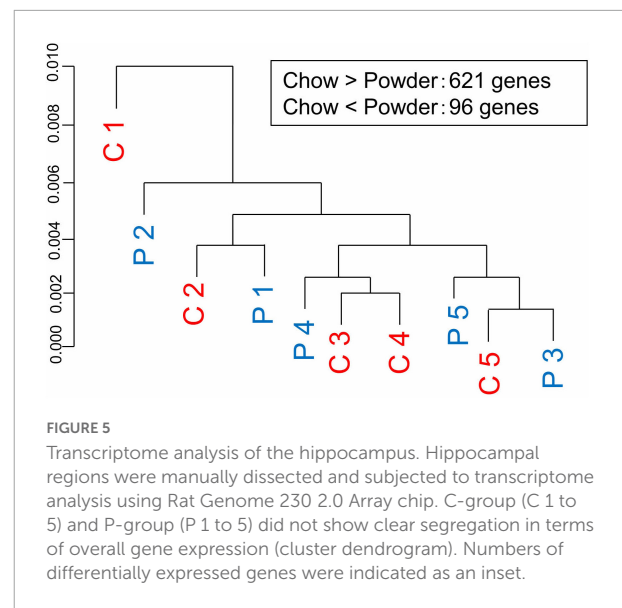 0.010
0.008
0.006
0.004
0.002
0.000
Chow > Powder: 621 genes
Chow < Powder: 96 genes
C 1
P 2
C 2
P 1
P 4
C 3
C 4
P 5
C 5
P 3
FIGURE 5
Transcriptome analysis of the hippocampus. Hippocampal
regions were manually dissected and subjected to transcriptome
analysis using Rat Genome 230 2.0 Array chip. C-group (C 1 to
5) and P-group (P 1 to 5) did not show clear segregation in terms
of overall gene expression (cluster dendrogram). Numbers of
differentially expressed genes were indicated as an inset.